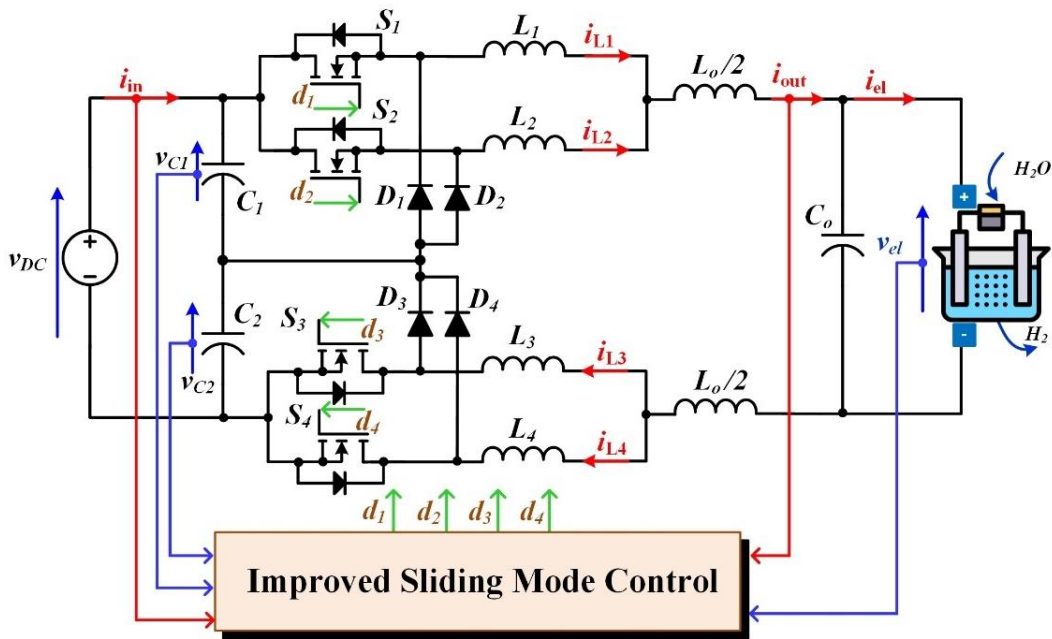 S1
L1
iL1
Lo/2
iout
iel
iin
d1
S2
L2
iL2
vC1
C1
d2
D1
D2
H2O
+
Co
vel
vDC
+
−
C2
S3
d3
D3
D4
L3
iL3
-
H2
vC2
S4
d4
L4
iL4
Lo/2
d1
d2
d3
d4
Improved Sliding Mode Control